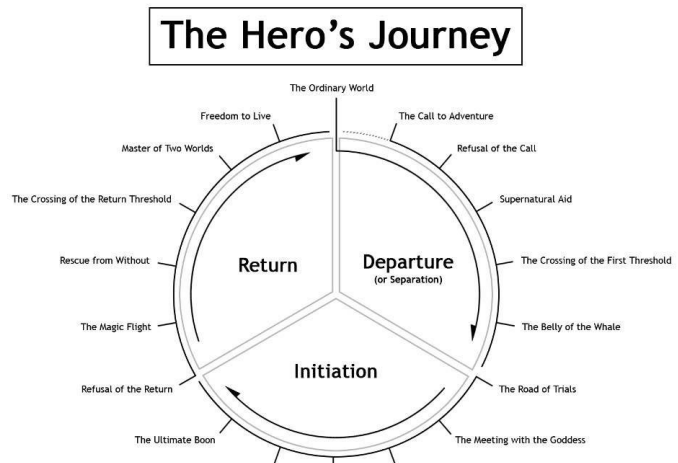 The Hero's Journey
The Ordinary World
Freedom to Live
The Call to Adventure
Master of Two Worlds
Refusal of the Call
The Crossing of the Return Threshold
Supernatural Aid
Rescue from Without
Return
Departure
(or Separation)
The Crossing of the First Threshold
The Magic Flight
The Belly of the Whale
Initiation
Refusal of the Return
The Road of Trials
The Ultimate Boon
The Meeting with the Goddess